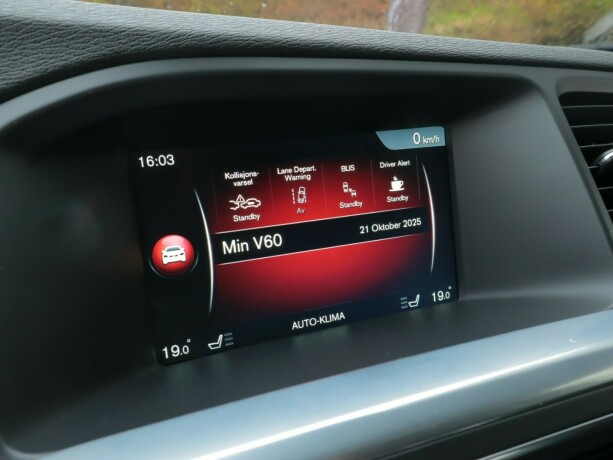 16:03
0 km/h
Kollisjons-
varsel
Standby
Lane Depart.
Warning
Av
BLIS
Standby
Driver Alert
Standby
Min V60
21 Oktober 2025
19.0°
AUTO-KLIMA
19.0°